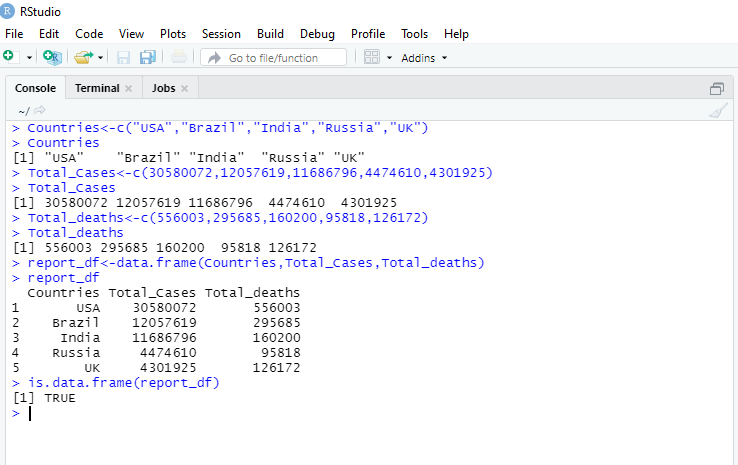 RStudio
File Edit Code View Plots Session Build Debug Profile Tools Help
Go to file/function Addins
Console Terminal Jobs
~/
> Countries<-c("USA","Brazil","India","Russia","UK")
> Countries
[1] "USA"    "Brazil" "India"  "Russia" "UK"
> Total_Cases<-c(30580072,12057619,11686796,4474610,4301925)
> Total_Cases
[1] 30580072 12057619 11686796  4474610  4301925
> Total_deaths<-c(556003,295685,160200,95818,126172)
> Total_deaths
[1] 556003 295685 160200  95818 126172
> report_df<-data.frame(Countries,Total_Cases,Total_deaths)
> report_df
  Countries Total_Cases Total_deaths
1       USA    30580072       556003
2    Brazil    12057619       295685
3     India    11686796       160200
4    Russia     4474610        95818
5        UK     4301925       126172
> is.data.frame(report_df)
[1] TRUE
>